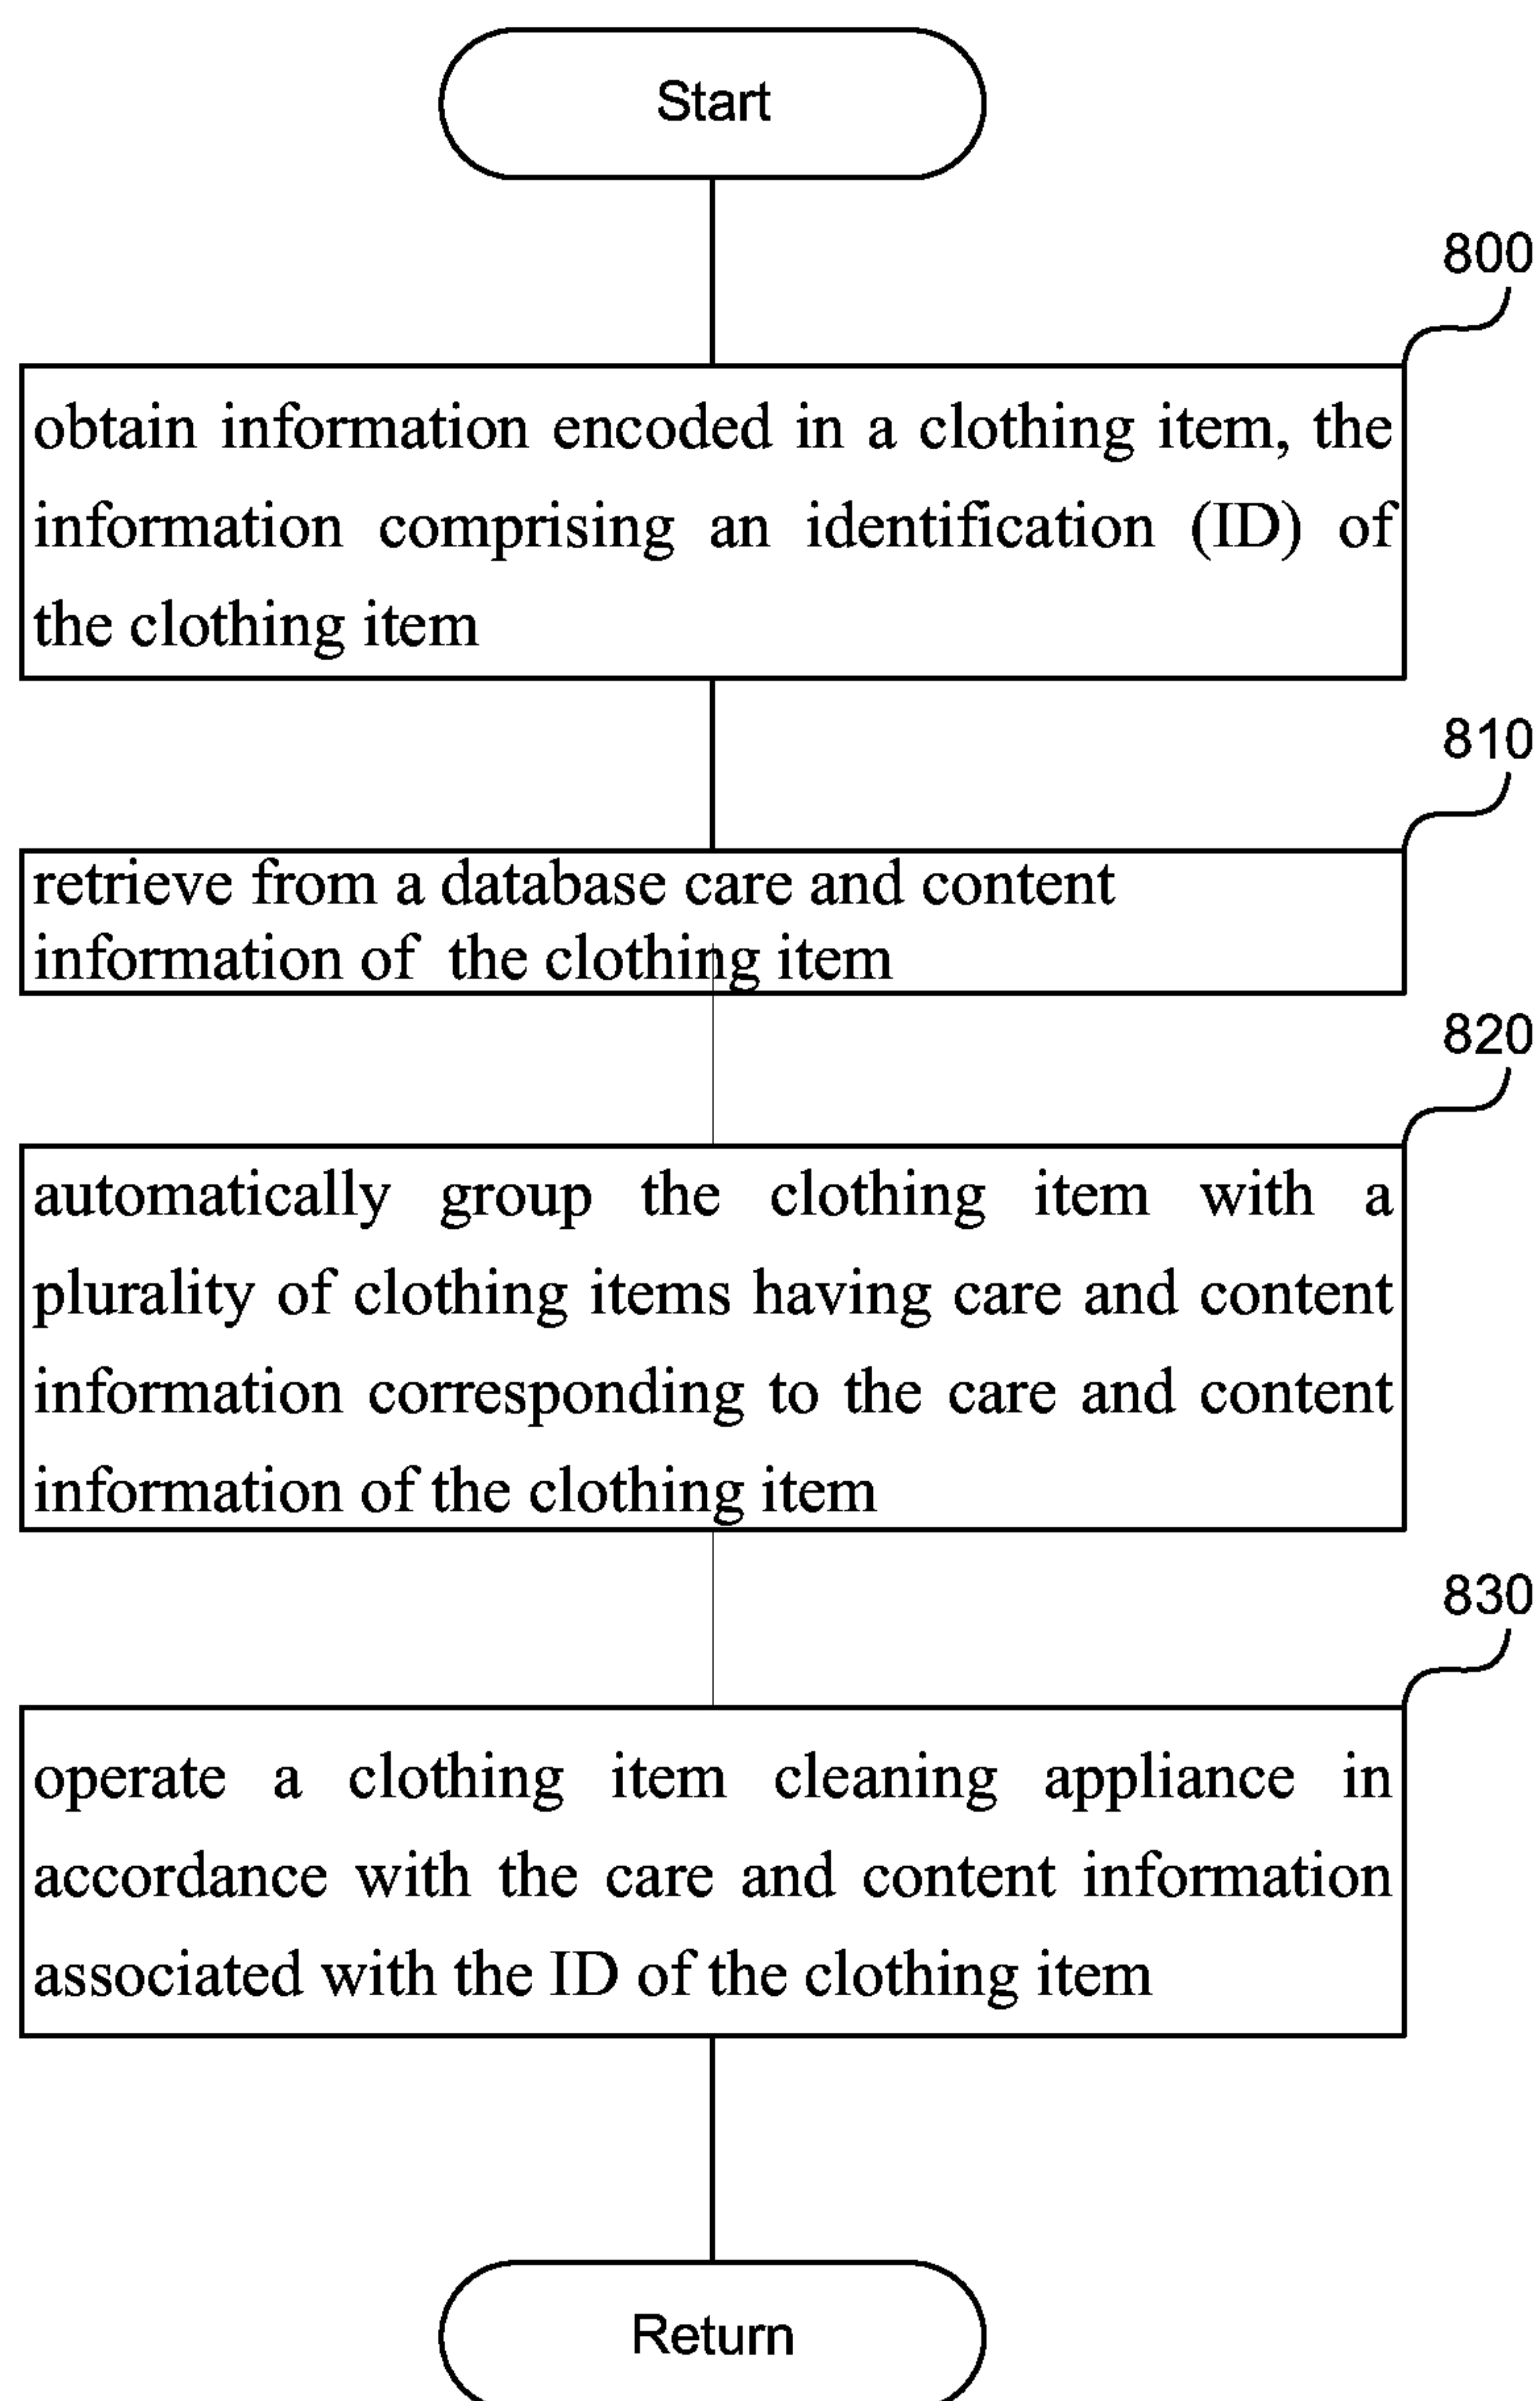 Start
800
obtain information encoded in a clothing item, the
information comprising an identification (ID) of
the clothing item
810
retrieve from a database care and content
information of the clothing item
820
automatically group the clothing item with a
plurality of clothing items having care and content
information corresponding to the care and content
information of the clothing item
830
operate a clothing item cleaning appliance in
accordance with the care and content information
associated with the ID of the clothing item
Return